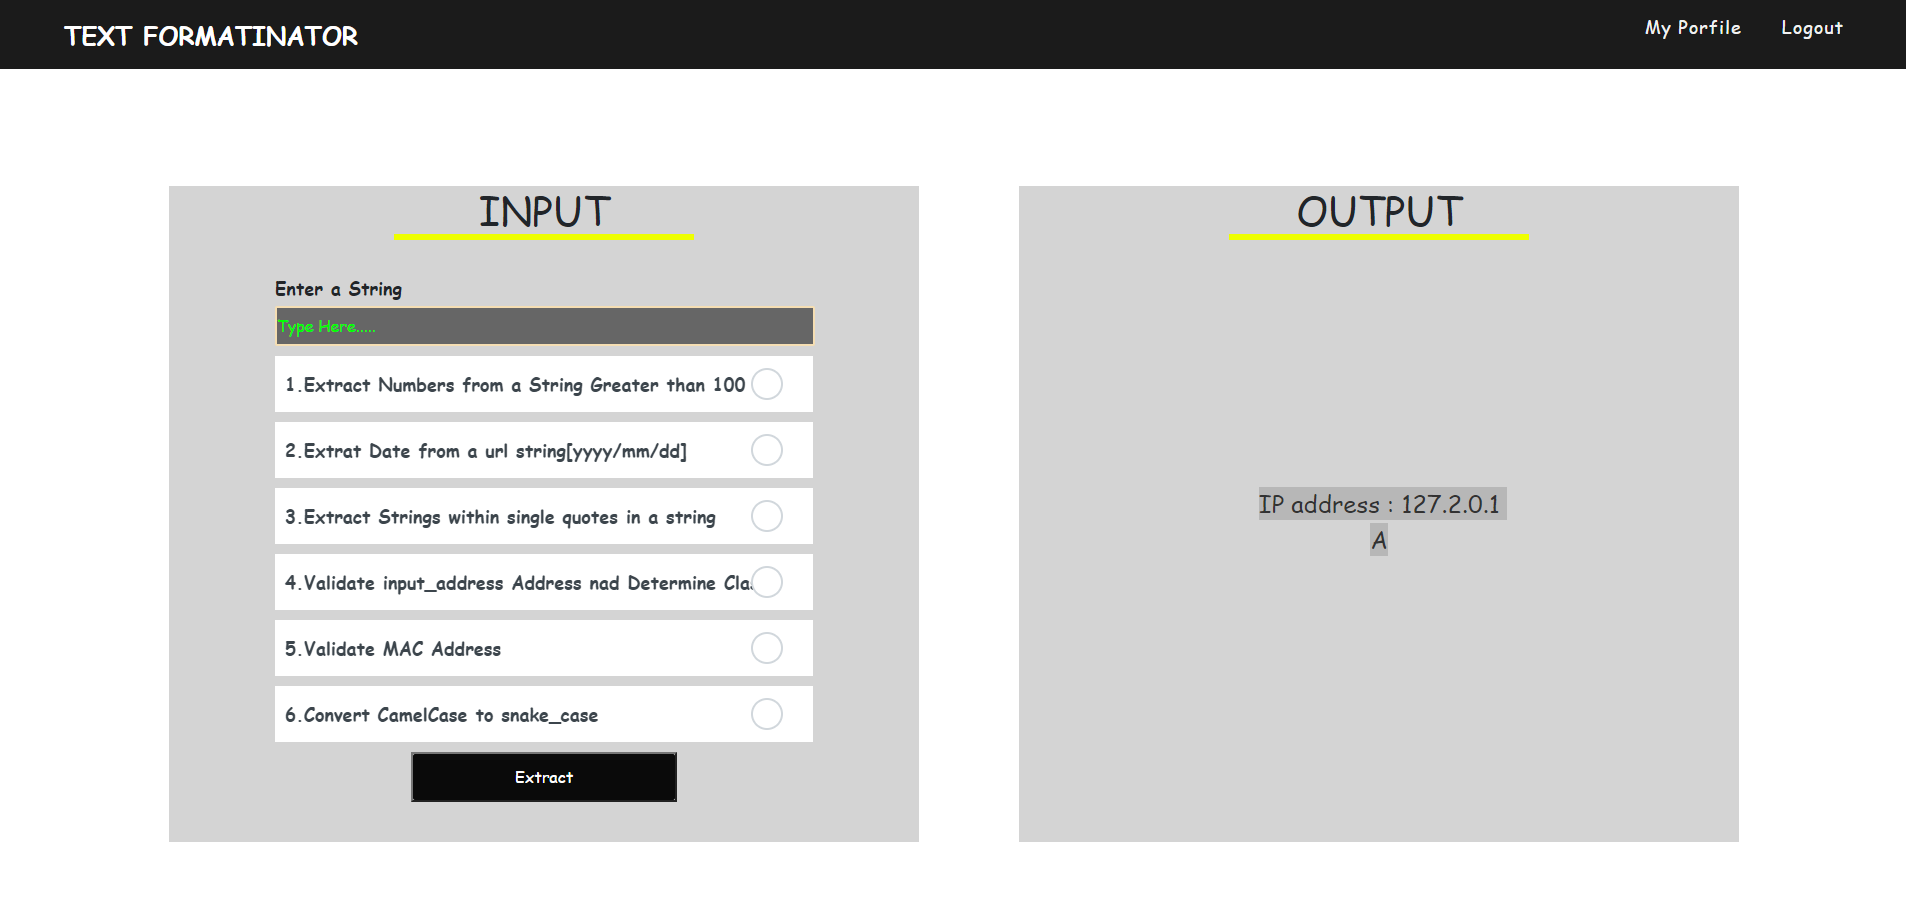 TEXT FORMATINATOR
My Porfile
Logout
INPUT
Enter a String
Type Here.....
1.Extract Numbers from a String Greater than 100
2.Extrat Date from a url string[yyyy/mm/dd]
3.Extract Strings within single quotes in a string
4.Validate input_address Address nad Determine Cla
5.Validate MAC Address
6.Convert CamelCase to snake_case
Extract
OUTPUT
IP address : 127.2.0.1
A